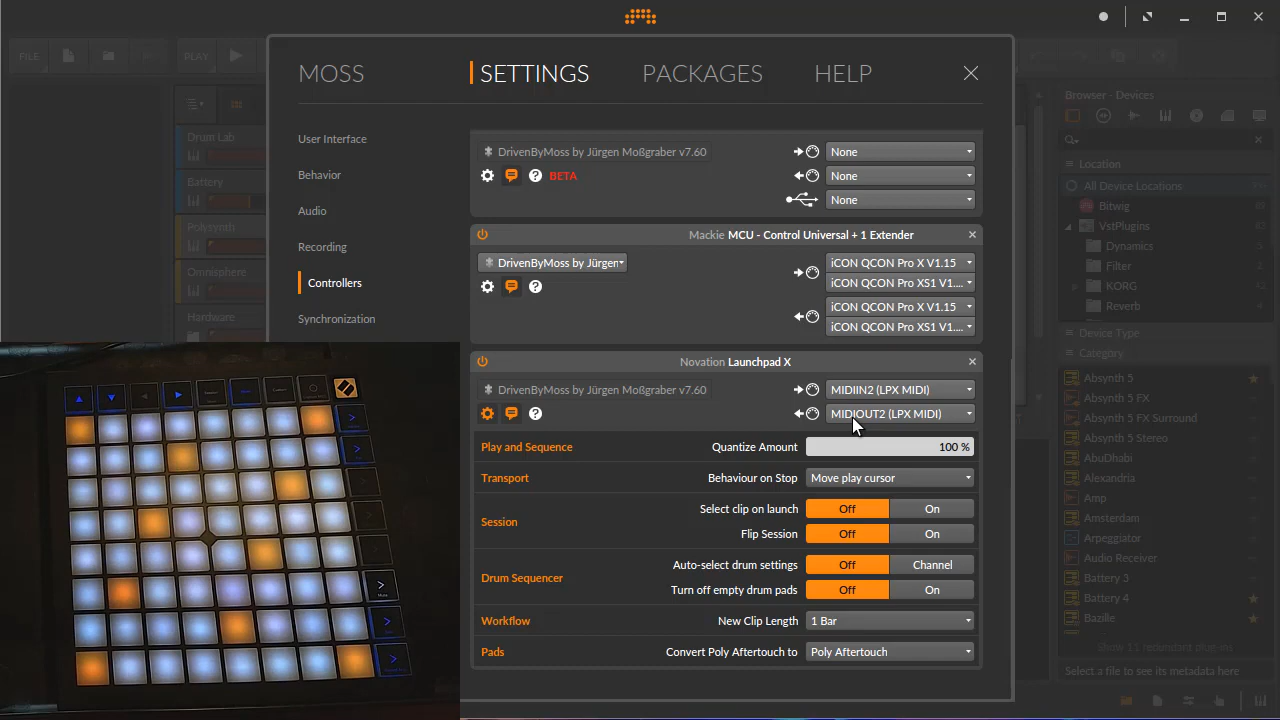 FILE
PLAY
MOSS
SETTINGS
PACKAGES
HELP
User Interface
Behavior
Audio
Recording
Controllers
Synchronization
Drum Lab
Battery
Polysynth
Omnisphere
Hardware
DrivenByMoss by Jürgen Moßgraber v7.60
BETA
None
None
None
Mackie MCU - Control Universal + 1 Extender
DrivenByMoss by Jürgen
iCON QCON Pro X V1.15
iCON QCON Pro XS1 V1....
iCON QCON Pro X V1.15
iCON QCON Pro XS1 V1....
Novation Launchpad X
DrivenByMoss by Jürgen Moßgraber v7.60
MIDIIN2 (LPX MIDI)
MIDIOUT2 (LPX MIDI)
Play and Sequence
Quantize Amount
100 %
Transport
Behaviour on Stop
Move play cursor
Session
Select clip on launch
Off
On
Flip Session
Off
On
Drum Sequencer
Auto-select drum settings
Off
Channel
Turn off empty drum pads
Off
On
Workflow
New Clip Length
1 Bar
Pads
Convert Poly Aftertouch to
Poly Aftertouch
Browser - Devices
Location
All Device Locations
Bitwig
VstPlugins
Dynamics
Filter
KORG
Reverb
Device Type
Category
Absynth 5
Absynth 5 FX
Absynth 5 FX Surround
Absynth 5 Stereo
AbuDhabi
Alexandria
Amp
Amsterdam
Arpeggiator
Audio Receiver
Battery 3
Battery 4
Bazille
Show 11 redundant plug-ins
Select a file to see its metadata here